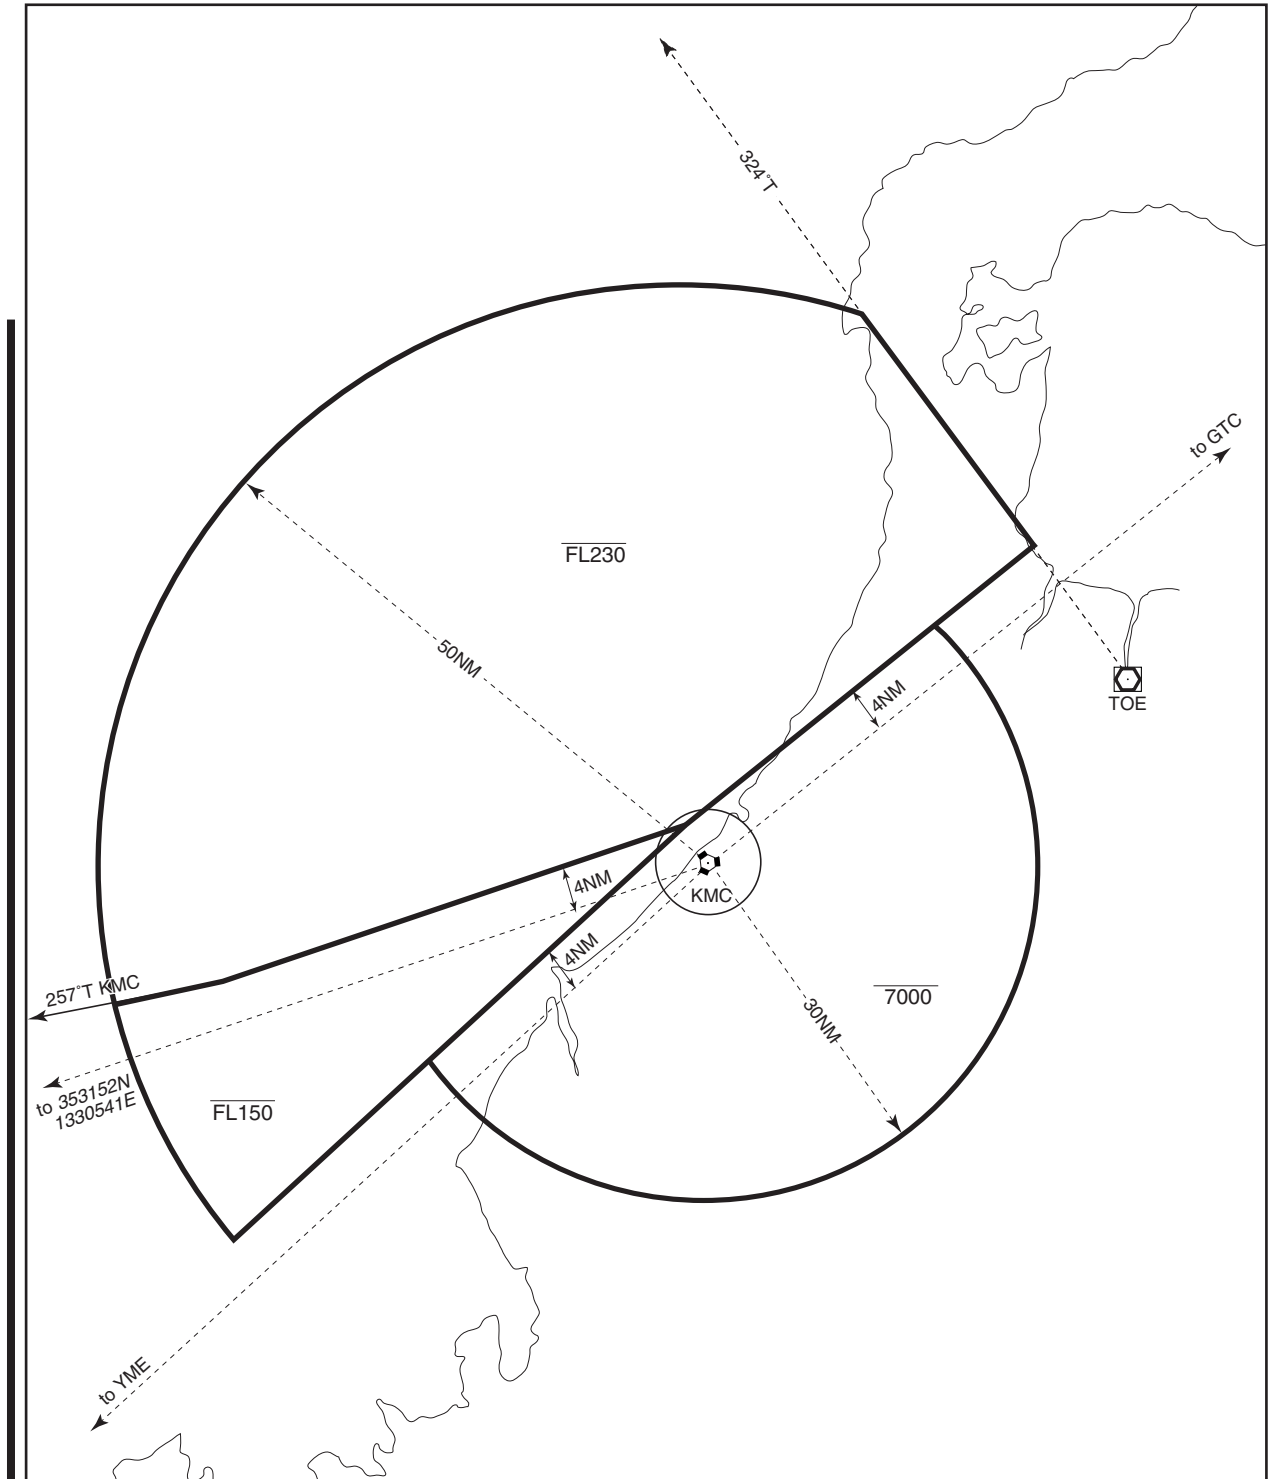 324°T
to GTC
FL230
50NM
4NM
TOE
4NM
KMC
4NM
257°T KMC
7000
30NM
to 353152N
1330541E
FL150
to YME